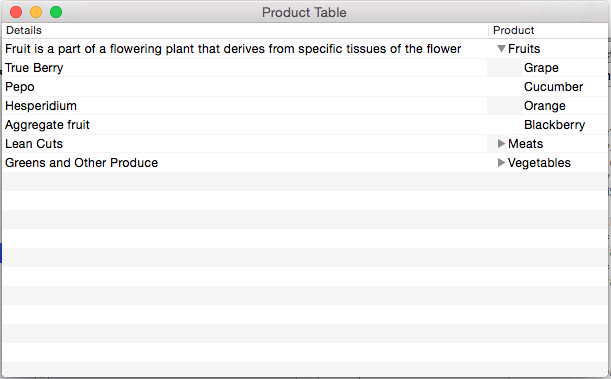 Product Table
Details Product
Fruit is a part of a flowering plant that derives from specific tissues of the flower Fruits
True Berry Grape
Pepo Cucumber
Hesperidium Orange
Aggregate fruit Blackberry
Lean Cuts Meats
Greens and Other Produce Vegetables